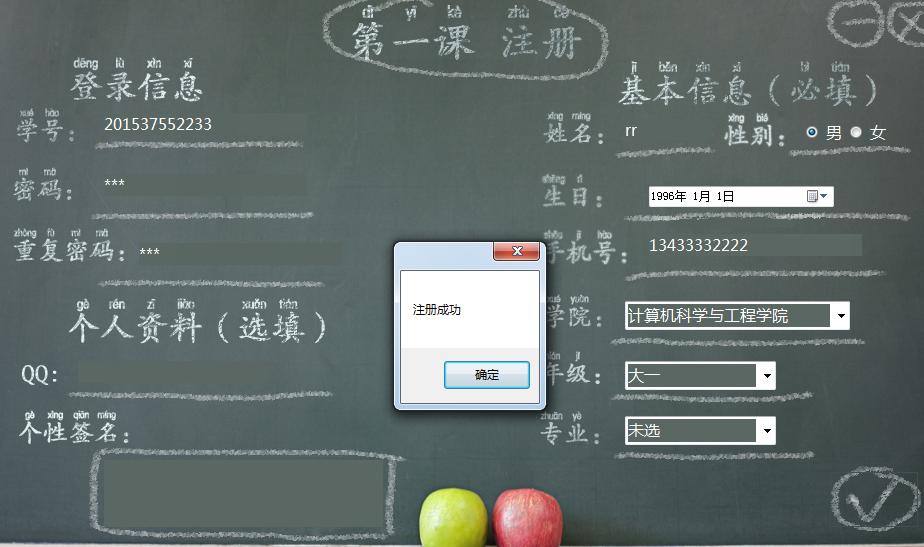 dì yī kè zhù cè
第一课 注册
dēng lù xìn xī
登录信息
xué hào
学号：
201537552233
mì mǎ
密码：
***
zhòng fù mì mǎ
重复密码：
***
gè rén zī liào (xuǎn tián)
个人资料（选填）
QQ：
gè xìng qiān míng
个性签名：
jī běn xìn xī bì tián
基本信息（必填）
xìng míng
姓名：
rr
xìng bié
性别：
男 女
shēng rì
生日：
1996年 1月 1日
shǒu jī hào
手机号：
13433332222
xué yuàn
学院：
计算机科学与工程学院
nián jí
年级：
大一
zhuān yè
专业：
未选
注册成功
确定